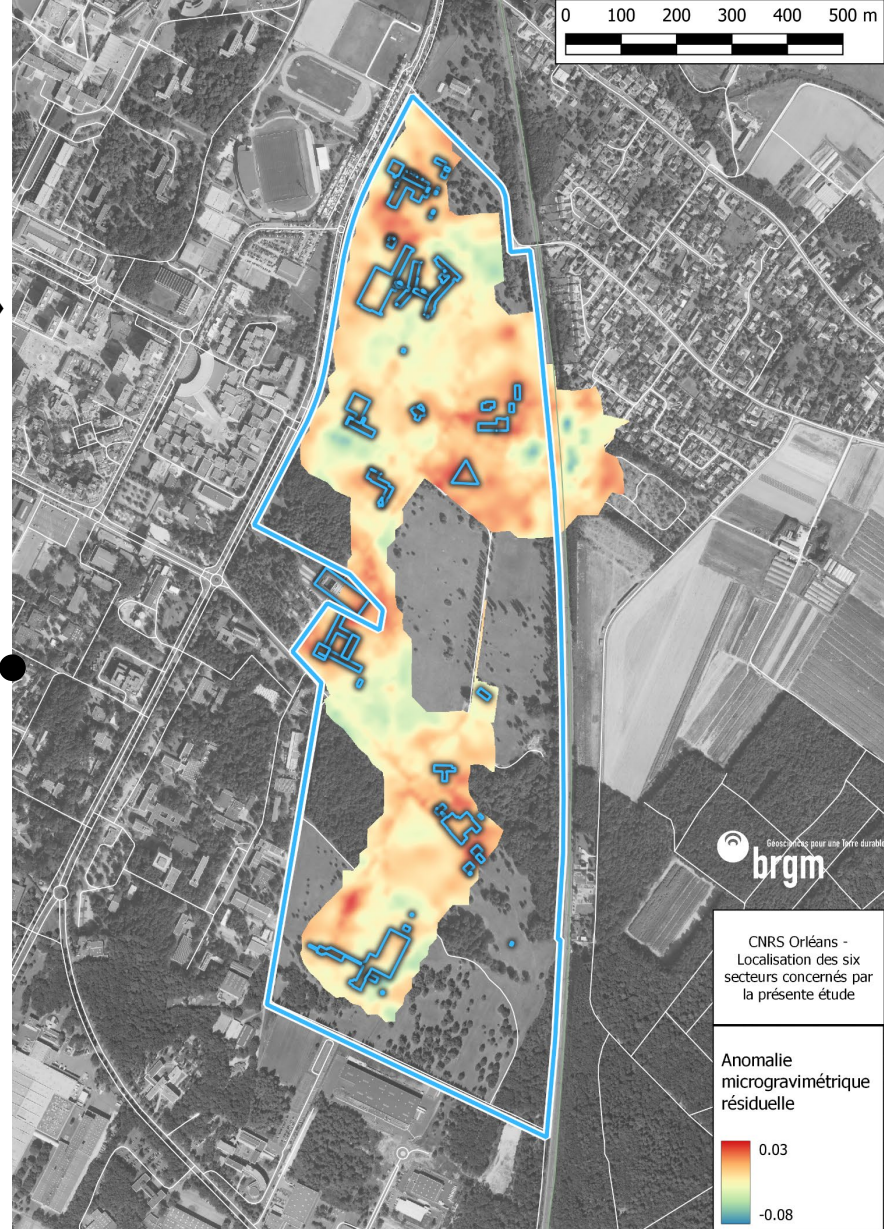 0 100 200 300 400 500 m
Géosciences pour une Terre durable
brgm
CNRS Orléans -
Localisation des six
secteurs concernés par
la présente étude
Anomalie
microgravimétrique
résiduelle
0.03
-0.08